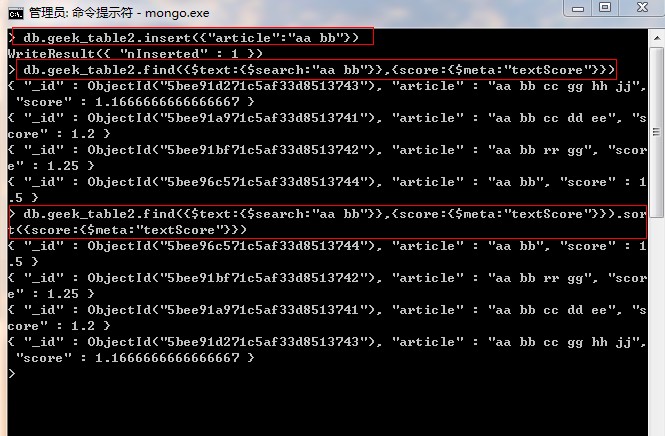 管理员: 命令提示符 - mongo.exe
> db.geek_table2.insert({"article":"aa bb"})
WriteResult({ "nInserted" : 1 })
> db.geek_table2.find({$text:{$search:"aa bb"}},{score:{$meta:"textScore"}})
{ "_id" : ObjectId("5bee91d271c5af33d8513743"), "article" : "aa bb cc gg hh jj",
 "score" : 1.1666666666666667 }
{ "_id" : ObjectId("5bee91a971c5af33d8513741"), "article" : "aa bb cc dd ee", "s
core" : 1.2 }
{ "_id" : ObjectId("5bee91bf71c5af33d8513742"), "article" : "aa bb rr gg", "scor
e" : 1.25 }
{ "_id" : ObjectId("5bee96c571c5af33d8513744"), "article" : "aa bb", "score" : 1
.5 }
> db.geek_table2.find({$text:{$search:"aa bb"}},{score:{$meta:"textScore"}}).sor
t({score:{$meta:"textScore"}})
{ "_id" : ObjectId("5bee96c571c5af33d8513744"), "article" : "aa bb", "score" : 1
.5 }
{ "_id" : ObjectId("5bee91bf71c5af33d8513742"), "article" : "aa bb rr gg", "scor
e" : 1.25 }
{ "_id" : ObjectId("5bee91a971c5af33d8513741"), "article" : "aa bb cc dd ee", "s
core" : 1.2 }
{ "_id" : ObjectId("5bee91d271c5af33d8513743"), "article" : "aa bb cc gg hh jj",
 "score" : 1.1666666666666667 }
>